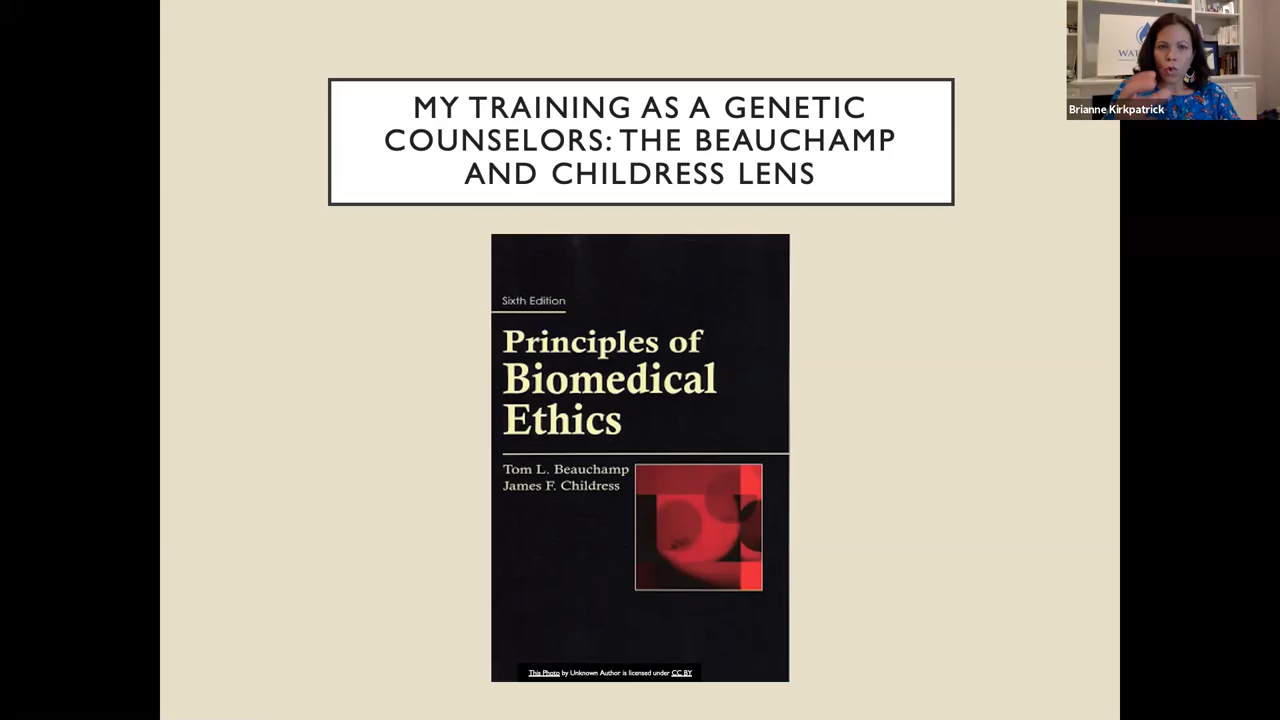 MY TRAINING AS A GENETIC
COUNSELORS: THE BEAUCHAMP
AND CHILDRESS LENS
Brianne Kirkpatrick
Sixth Edition
Principles of
Biomedical
Ethics
Tom L. Beauchamp
James F. Childress
This Photo by Unknown Author is licensed under CC BY